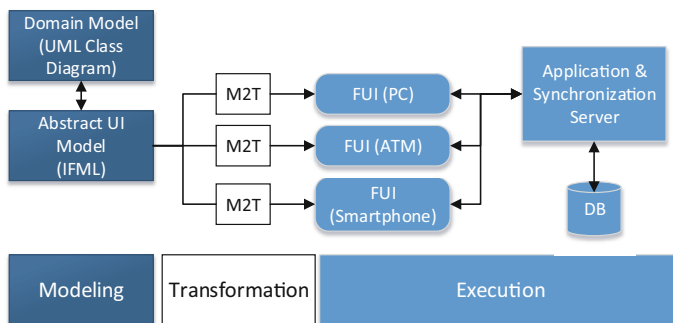 Domain Model
(UML Class
Diagram)
Abstract UI
Model
(IFML)
M2T
M2T
M2T
FUI (PC)
FUI (ATM)
FUI
(Smartphone)
Application &
Synchronization
Server
DB
Modeling
Transformation
Execution